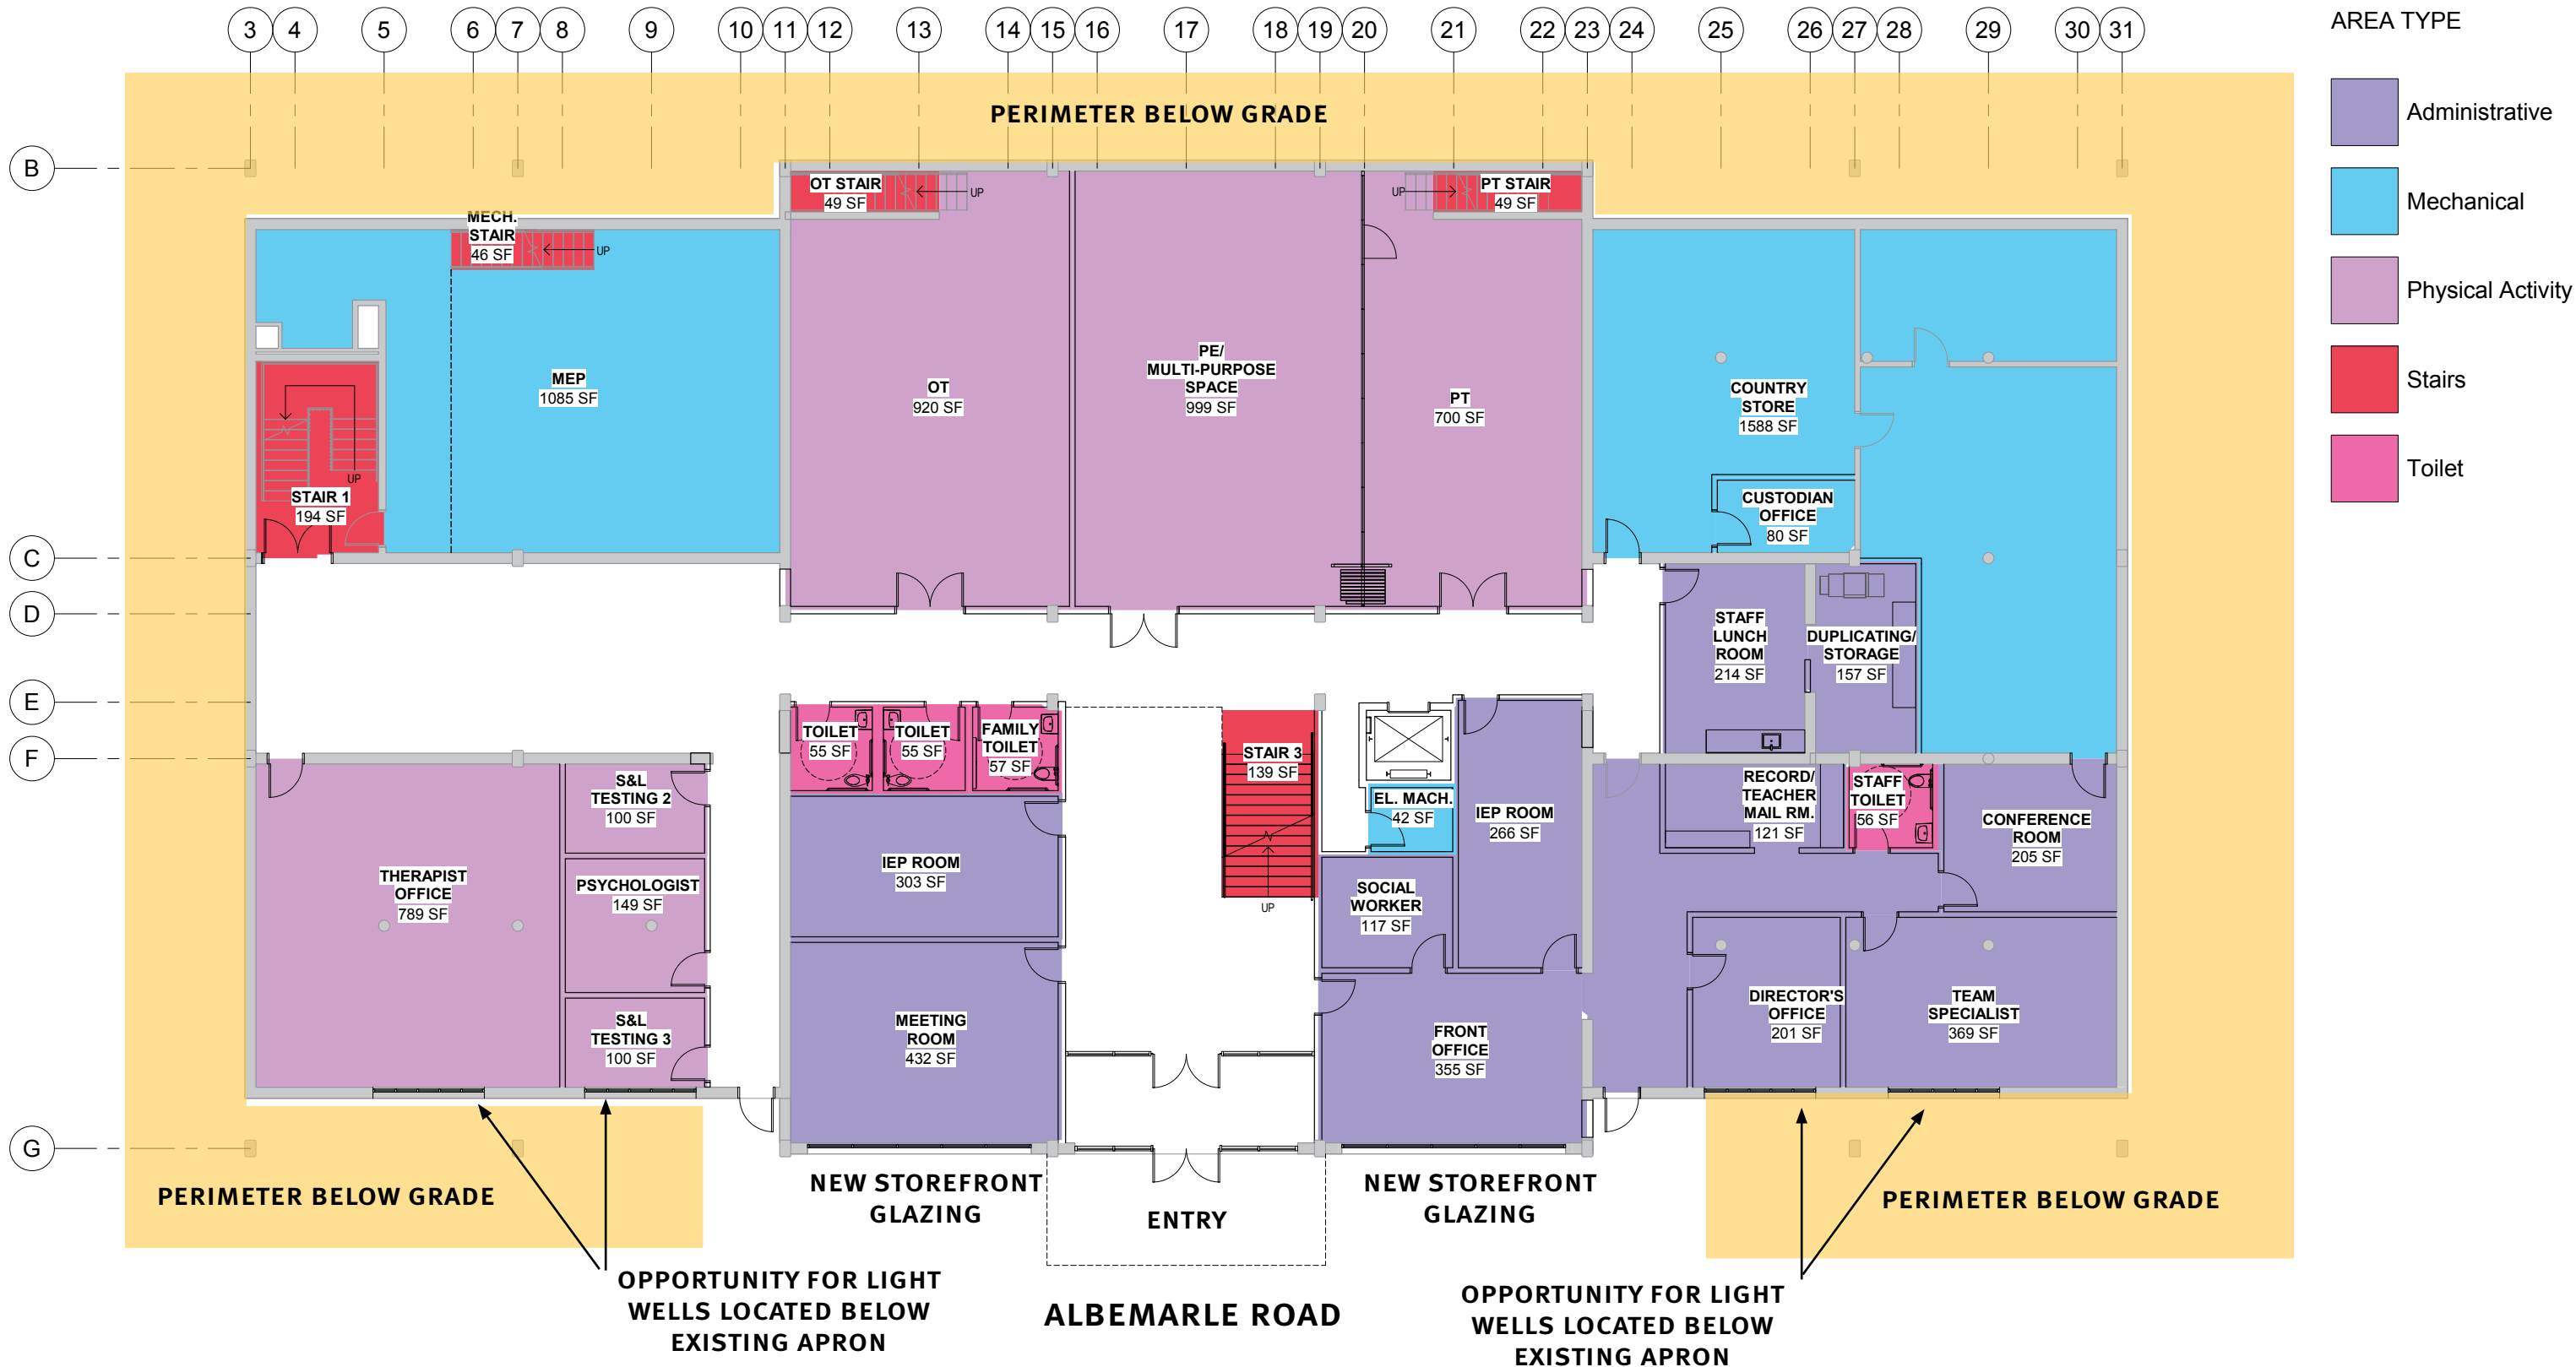 3 4 5 6 7 8 9 10 11 12 13 14 15 16 17 18 19 20 21 22 23 24 25 26 27 28 29 30 31
AREA TYPE
Administrative
Mechanical
Physical Activity
Stairs
Toilet
PERIMETER BELOW GRADE
B
C
D
E
F
G
MECH.
STAIR
46 SF
UP
OT STAIR
49 SF
UP
UP
PT STAIR
49 SF
MEP
1085 SF
OT
920 SF
PE/
MULTI-PURPOSE
SPACE
999 SF
PT
700 SF
COUNTRY
STORE
1588 SF
UP
STAIR 1
194 SF
CUSTODIAN
OFFICE
80 SF
STAFF
LUNCH
ROOM
214 SF
DUPLICATING/
STORAGE
157 SF
TOILET
55 SF
TOILET
55 SF
FAMILY
TOILET
57 SF
STAIR 3
139 SF
UP
EL. MACH.
42 SF
IEP ROOM
266 SF
RECORD/
TEACHER
MAIL RM.
121 SF
STAFF
TOILET
56 SF
CONFERENCE
ROOM
205 SF
S&L
TESTING 2
100 SF
THERAPIST
OFFICE
789 SF
PSYCHOLOGIST
149 SF
IEP ROOM
303 SF
SOCIAL
WORKER
117 SF
S&L
TESTING 3
100 SF
MEETING
ROOM
432 SF
FRONT
OFFICE
355 SF
DIRECTOR'S
OFFICE
201 SF
TEAM
SPECIALIST
369 SF
PERIMETER BELOW GRADE
NEW STOREFRONT
GLAZING
ENTRY
NEW STOREFRONT
GLAZING
PERIMETER BELOW GRADE
OPPORTUNITY FOR LIGHT
WELLS LOCATED BELOW
EXISTING APRON
ALBEMARLE ROAD
OPPORTUNITY FOR LIGHT
WELLS LOCATED BELOW
EXISTING APRON